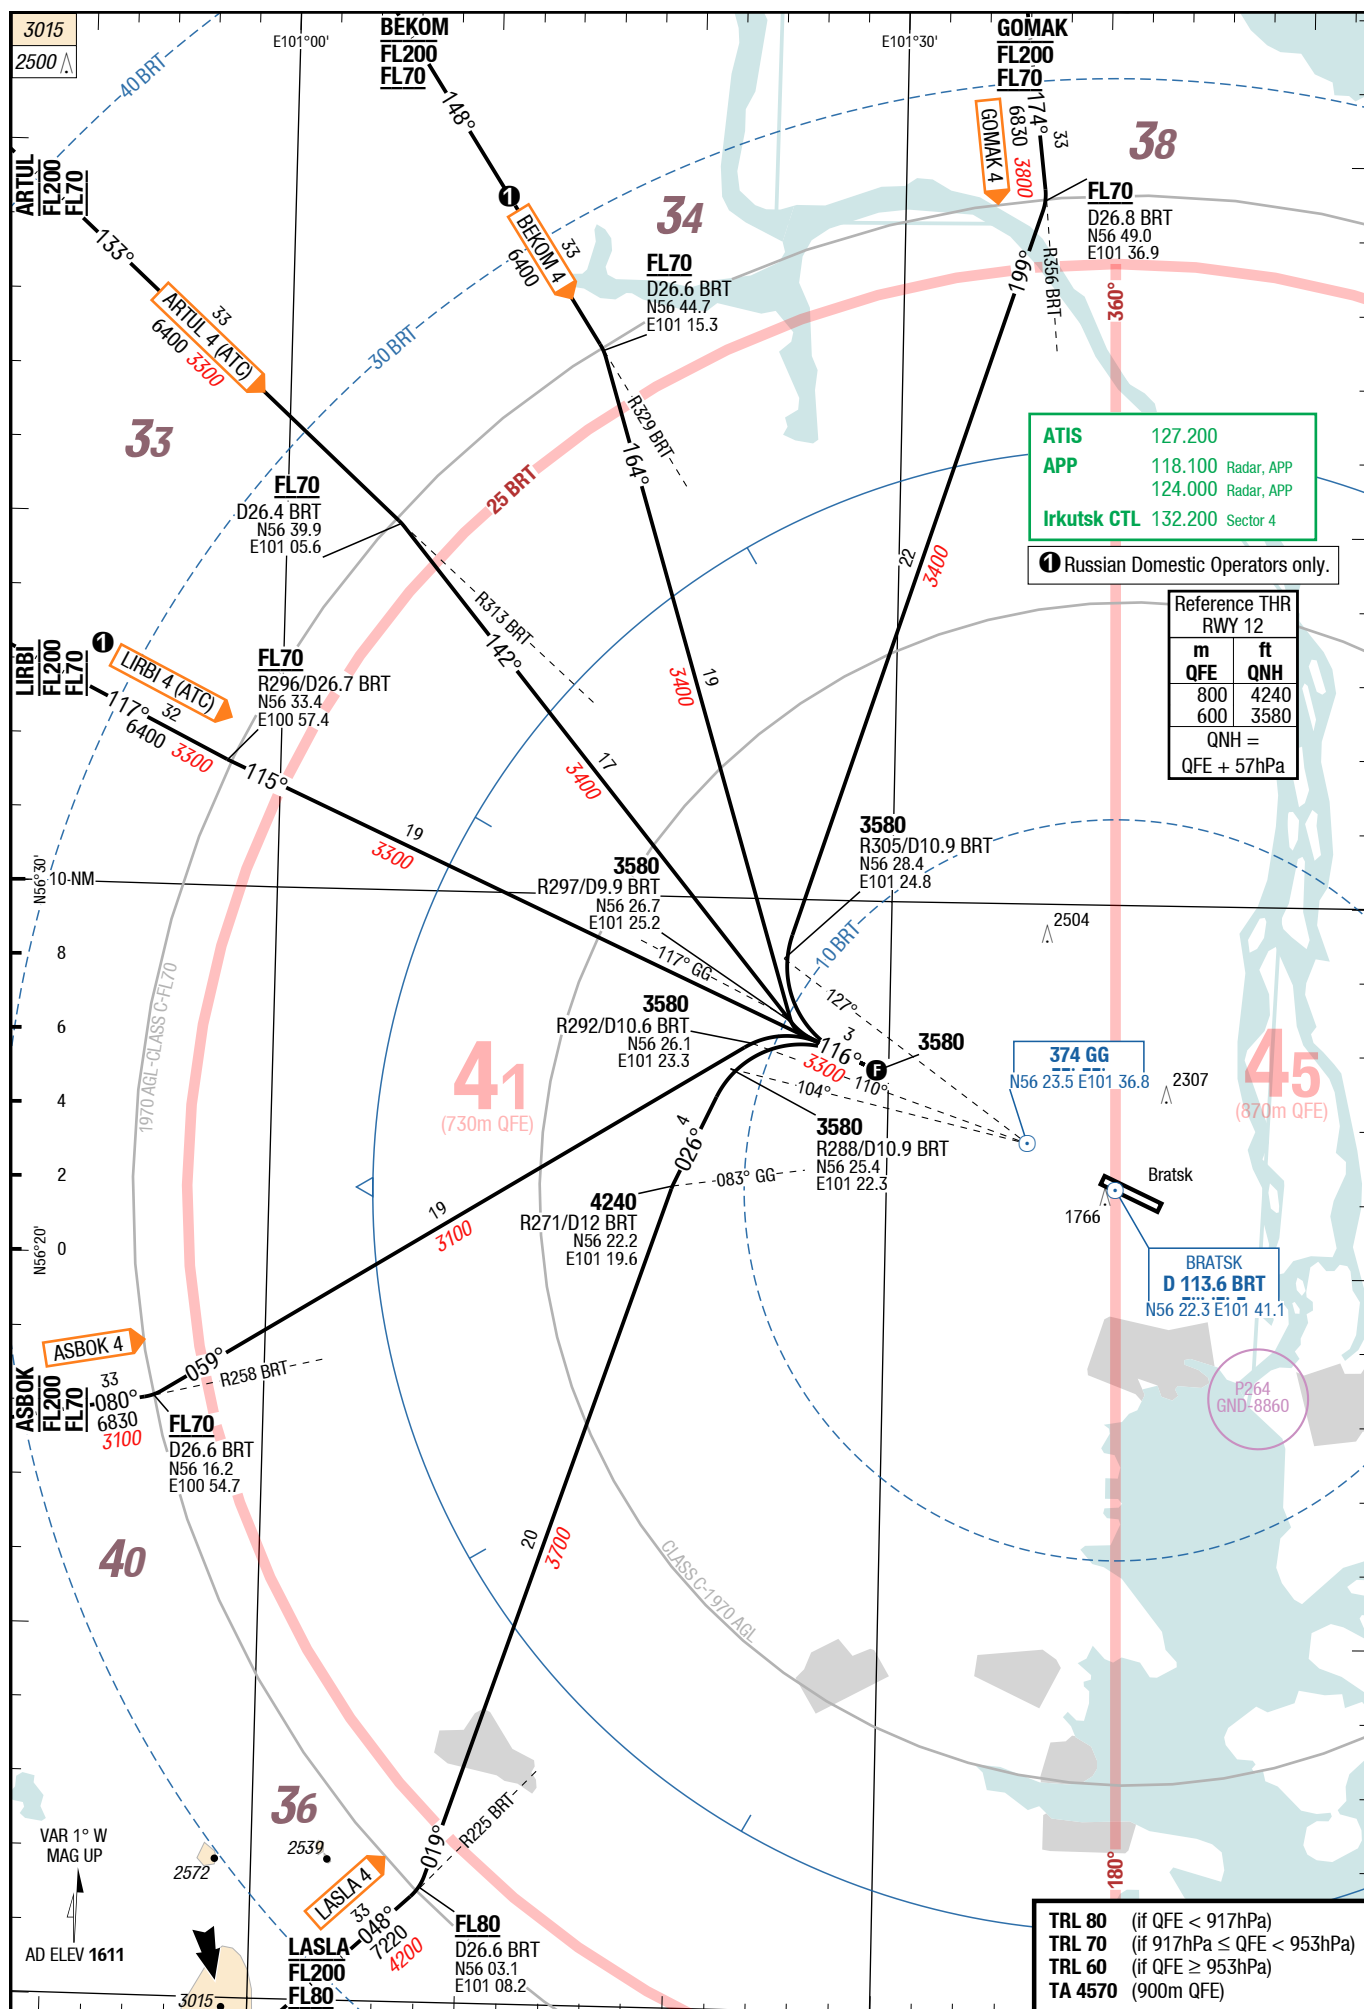 3015
2500
40 BRT
E101°00'
BEKOM
FL200
FL70
148°
E101°30'
GOMAK
FL200
FL70
174°
33
6830
3800
GOMAK 4
38
ARTUL
FL200
FL70
133°
ARTUL 4 (ATC)
33
6400
3300
1
BEKOM 4
33
6400
34
FL70
D26.6 BRT
N56 44.7
E101 15.3
FL70
D26.8 BRT
N56 49.0
E101 36.9
R356 BRT
199°
360°
30 BRT
33
R329 BRT
164°
25 BRT
FL70
D26.4 BRT
N56 39.9
E101 05.6
ATIS 127.200
APP 118.100 Radar, APP
124.000 Radar, APP
Irkutsk CTL 132.200 Sector 4
1 Russian Domestic Operators only.
22
3400
R313 BRT
142°
Reference THR
RWY 12
m ft
QFE QNH
800 4240
600 3580
QNH =
QFE + 57hPa
LIRBI
FL200
FL70
1
LIRBI 4 (ATC)
117°
32
6400
3300
FL70
R296/D26.7 BRT
N56 33.4
E100 57.4
115°
19
3400
17
3400
19
3300
3580
R305/D10.9 BRT
N56 28.4
E101 24.8
3580
R297/D9.9 BRT
N56 26.7
E101 25.2
N56°30'
10 NM
8
6
4
2
0
N56°20'
2504
10 BRT
117° GG
127°
1970 AGL-CLASS C-FL70
3580
R292/D10.6 BRT
N56 26.1
E101 23.3
3
116°
3300
F
3580
110°
104°
374 GG
N56 23.5 E101 36.8
2307
41
(730m QFE)
45
(870m QFE)
3580
R288/D10.9 BRT
N56 25.4
E101 22.3
4
026°
083° GG
4240
R271/D12 BRT
N56 22.2
E101 19.6
Bratsk
1766
BRATSK
D 113.6 BRT
N56 22.3 E101 41.1
19
3100
ASBOK 4
ASBOK
FL200
FL70
33
080°
6830
3100
059°
R258 BRT
FL70
D26.6 BRT
N56 16.2
E100 54.7
P264
GND-8860
40
20
3700
CLASS C-1970 AGL
36
2539
2572
VAR 1° W
MAG UP
AD ELEV 1611
3015
LASLA 4
019°
R225 BRT
33
048°
7220
4200
LASLA
FL200
FL80
FL80
D26.6 BRT
N56 03.1
E101 08.2
180°
TRL 80 (if QFE < 917hPa)
TRL 70 (if 917hPa ≤ QFE < 953hPa)
TRL 60 (if QFE ≥ 953hPa)
TA 4570 (900m QFE)